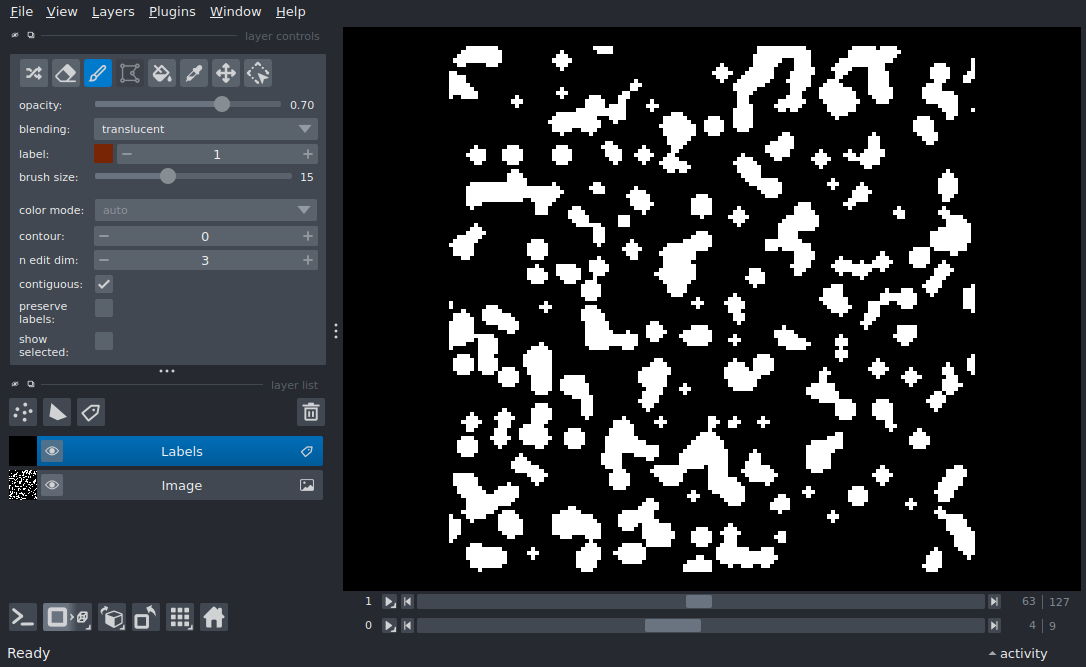 File View Layers Plugins Window Help
layer controls
opacity: 0.70
blending: translucent
label: 1
brush size: 15
color mode: auto
contour: 0
n edit dim: 3
contiguous:
preserve
labels:
show
selected:
layer list
Labels
Image
1 63 127
0 4 9
Ready
activity